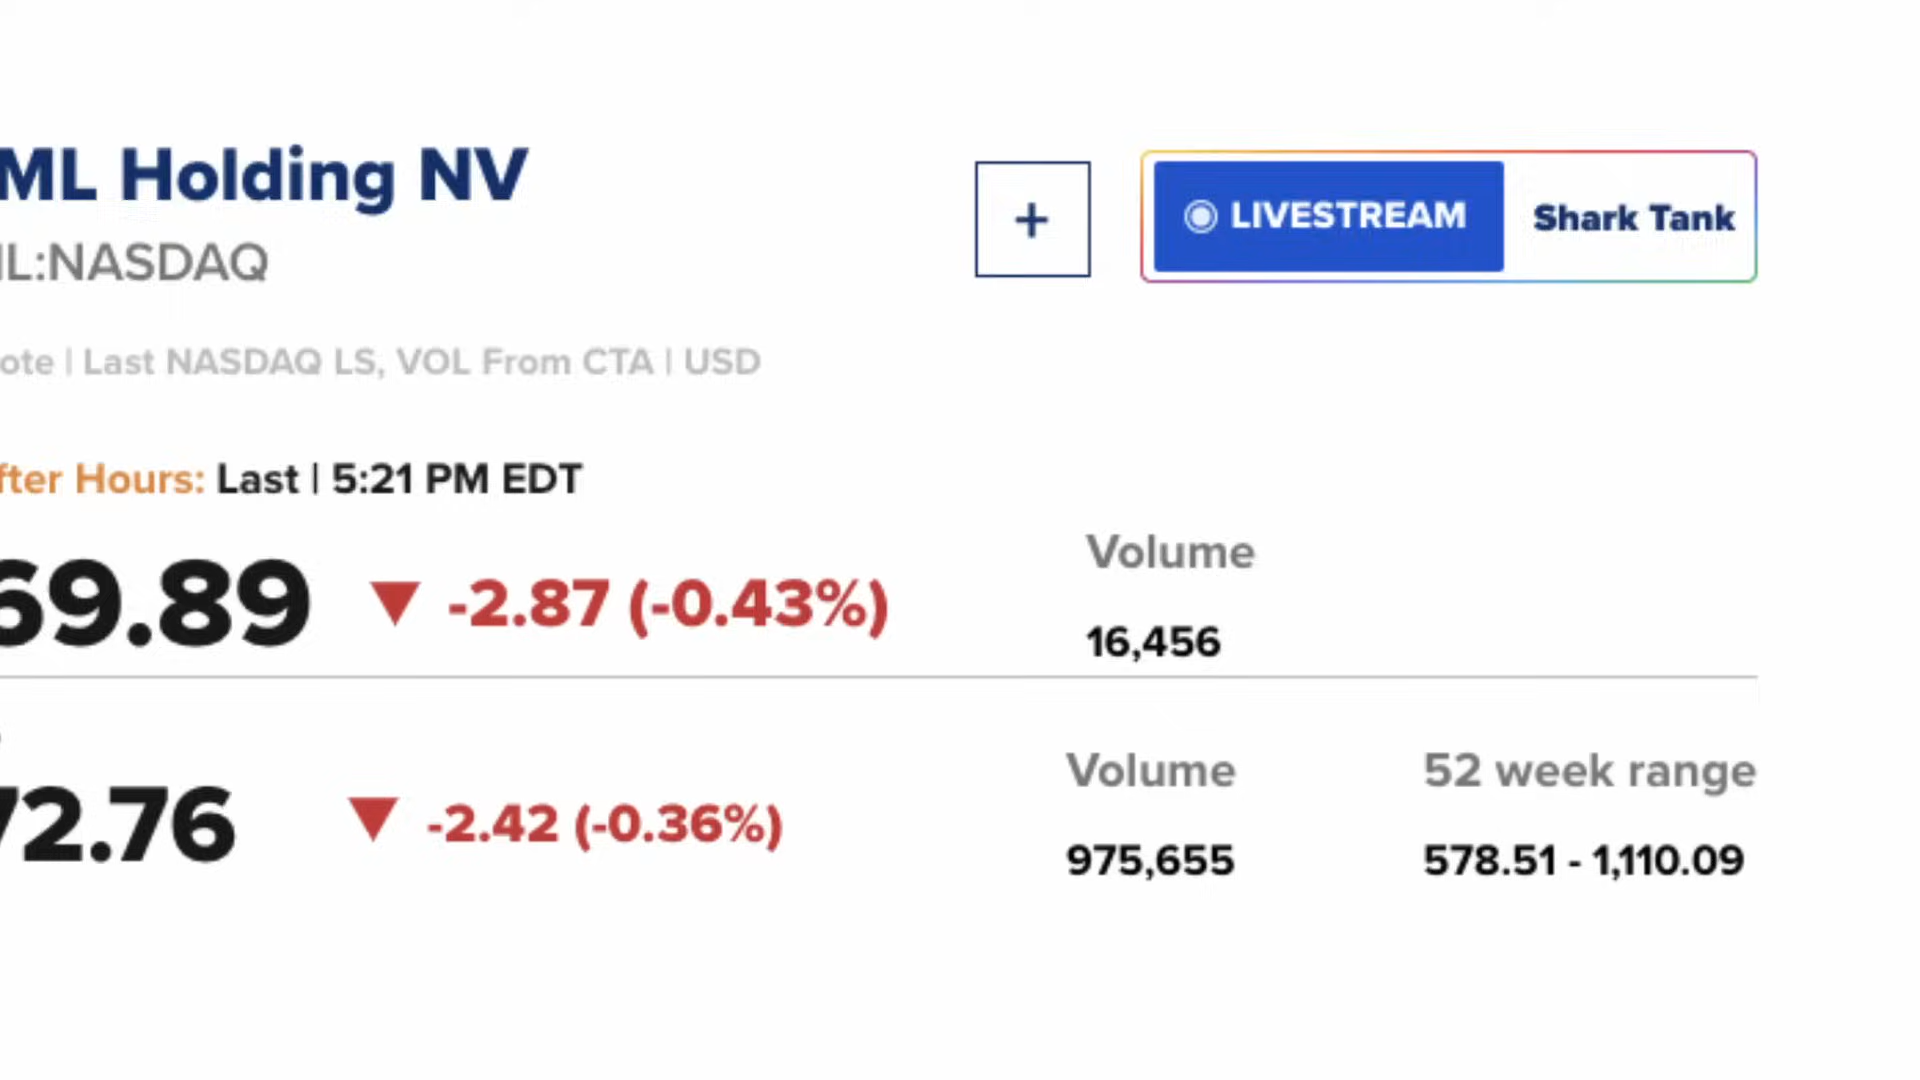 ML Holding NV
L:NASDAQ
+
LIVESTREAM
Shark Tank
ote | Last NASDAQ LS, VOL From CTA | USD
fter Hours: Last | 5:21 PM EDT
69.89
-2.87 (-0.43%)
Volume
16,456
72.76
-2.42 (-0.36%)
Volume
975,655
52 week range
578.51 - 1,110.09